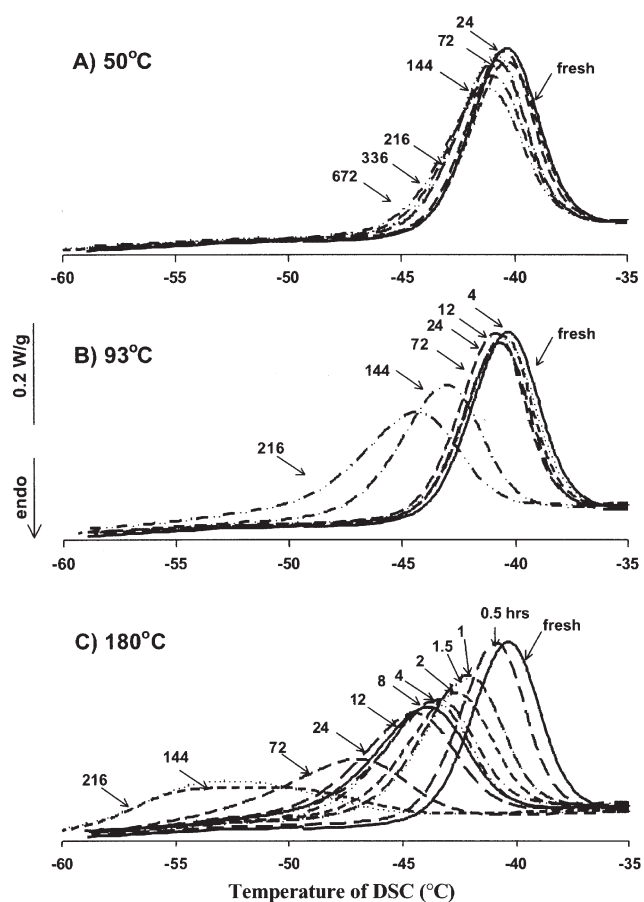 24
72
144
fresh
A) 50°C
216
336
672
-60 -55 -50 -45 -40 -35
4
12
24
72
fresh
B) 93°C
144
216
0.2 W/g
endo
-60 -55 -50 -45 -40 -35
0.5 hrs
fresh
1
1.5
2
4
8
12
24
72
144
216
C) 180°C
-60 -55 -50 -45 -40 -35
Temperature of DSC (°C)